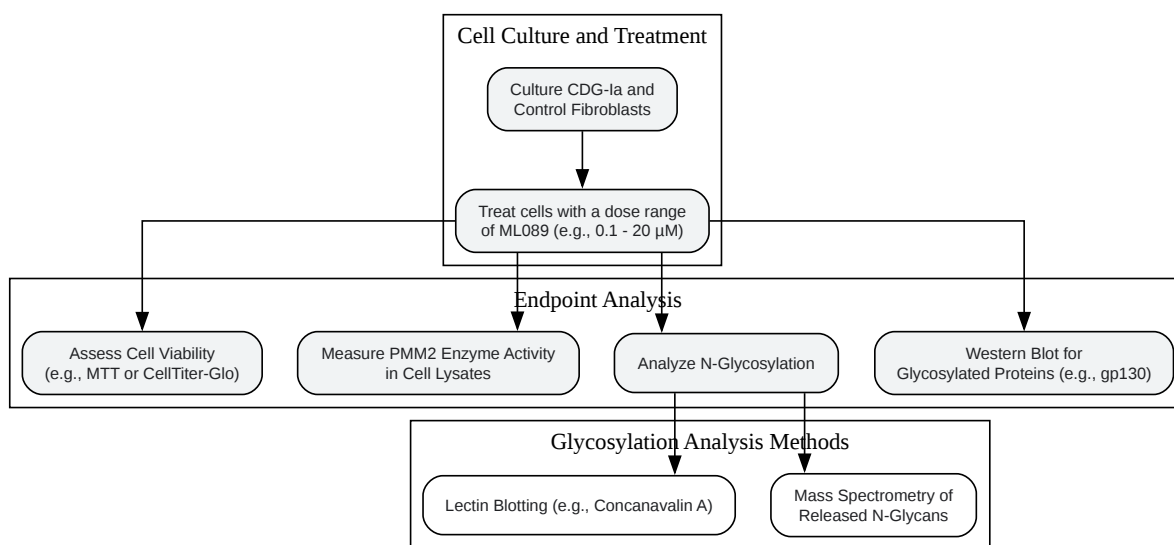 Cell Culture and Treatment
Culture CDG-Ia and
Control Fibroblasts
Treat cells with a dose range
of ML089 (e.g., 0.1 - 20 µM)
Endpoint Analysis
Assess Cell Viability
(e.g., MTT or CellTiter-Glo)
Measure PMM2 Enzyme Activity
in Cell Lysates
Analyze N-Glycosylation
Western Blot for
Glycosylated Proteins (e.g., gp130)
Glycosylation Analysis Methods
Lectin Blotting (e.g., Concanavalin A)
Mass Spectrometry of
Released N-Glycans